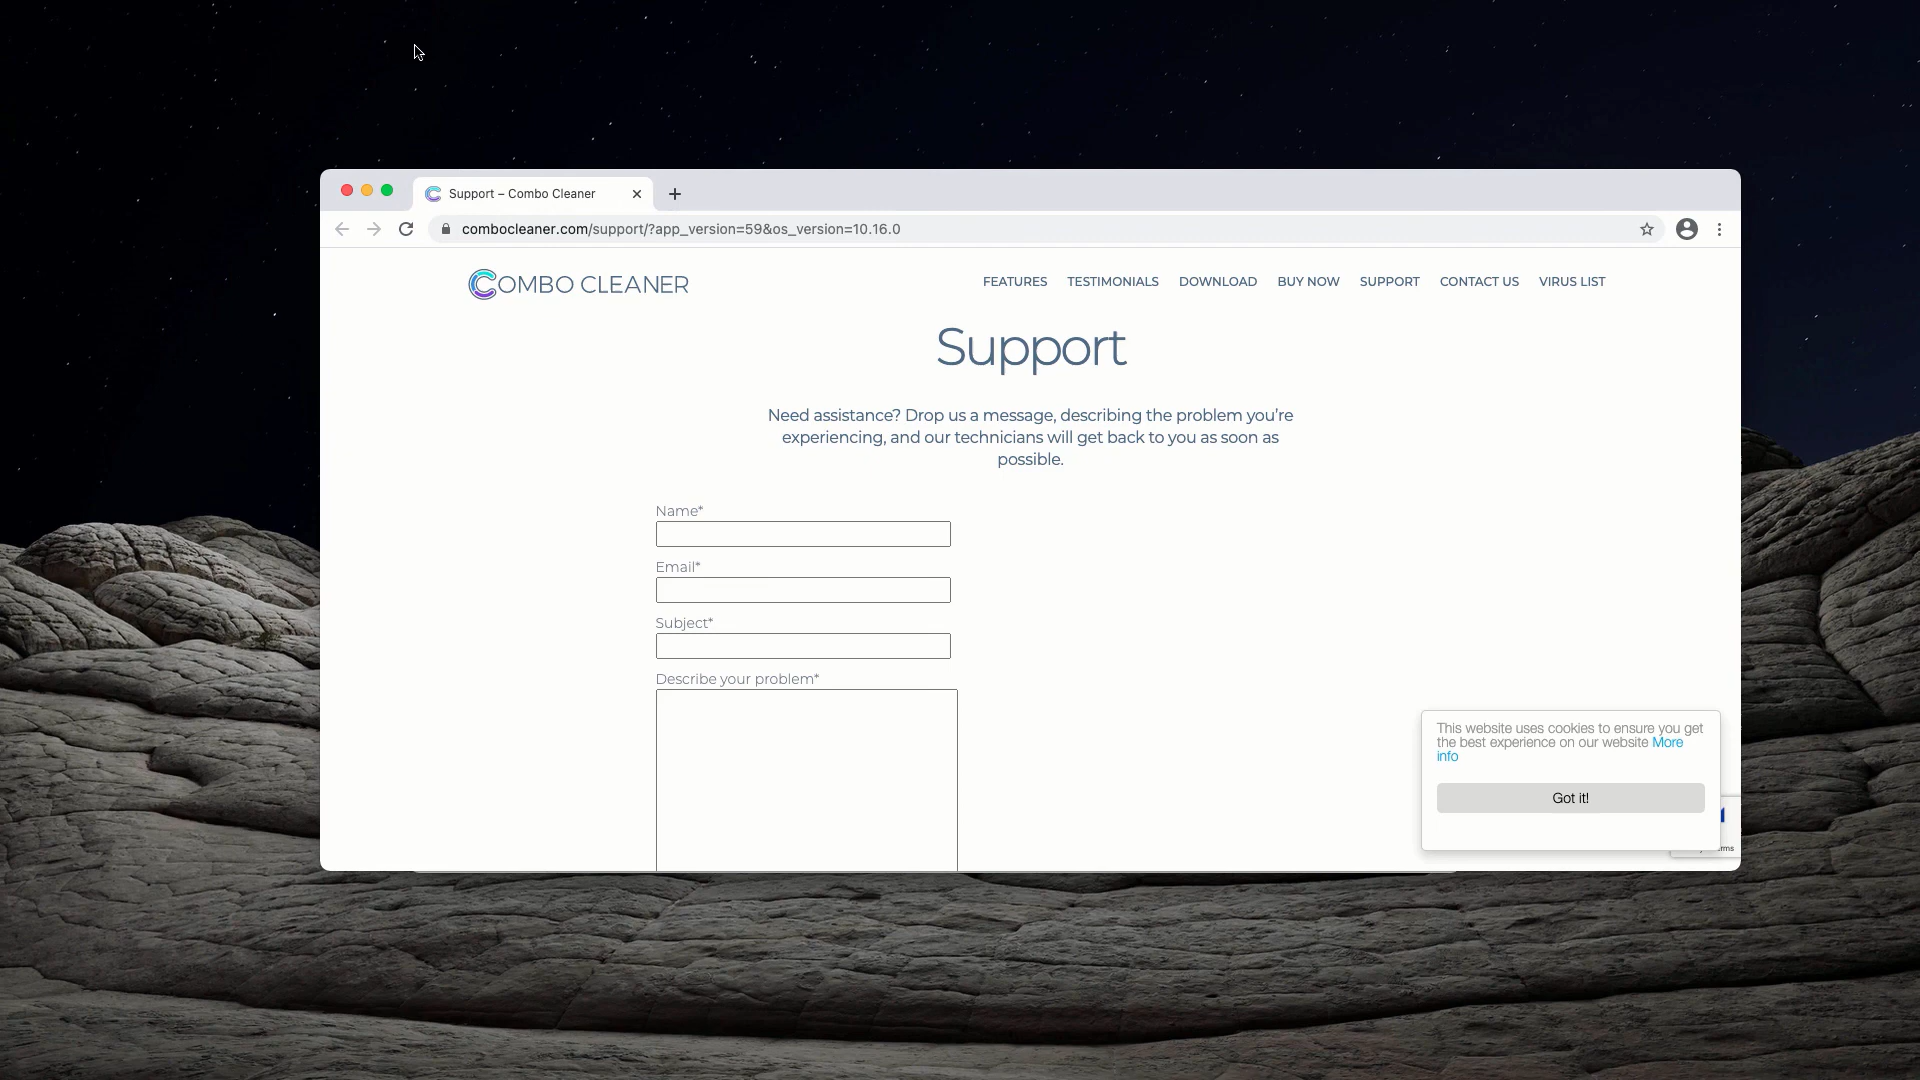 Support – Combo Cleaner
combocleaner.com/support/?app_version=59&os_version=10.16.0
COMBO CLEANER
FEATURES TESTIMONIALS DOWNLOAD BUY NOW SUPPORT CONTACT US VIRUS LIST
Support
Need assistance? Drop us a message, describing the problem you’re
experiencing, and our technicians will get back to you as soon as
possible.
Name*
Email*
Subject*
Describe your problem*
This website uses cookies to ensure you get
the best experience on our website More
info
Got it!